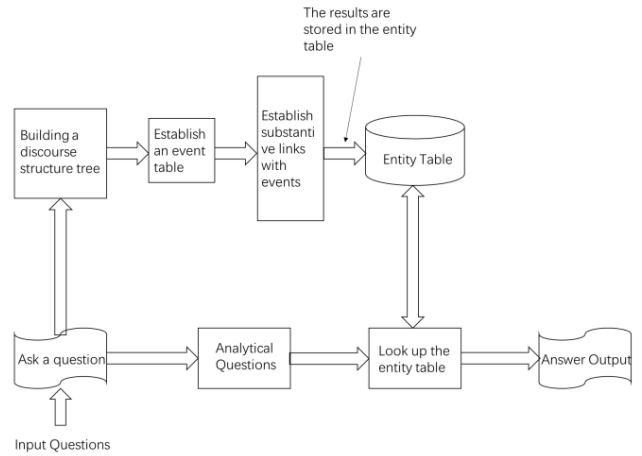 The results are
stored in the entity
table
Building a
discourse
structure tree
Establish
an event
table
Establish
substanti
ve links
with
events
Entity Table
Ask a question
Analytical
Questions
Look up the
entity table
Answer Output
Input Questions